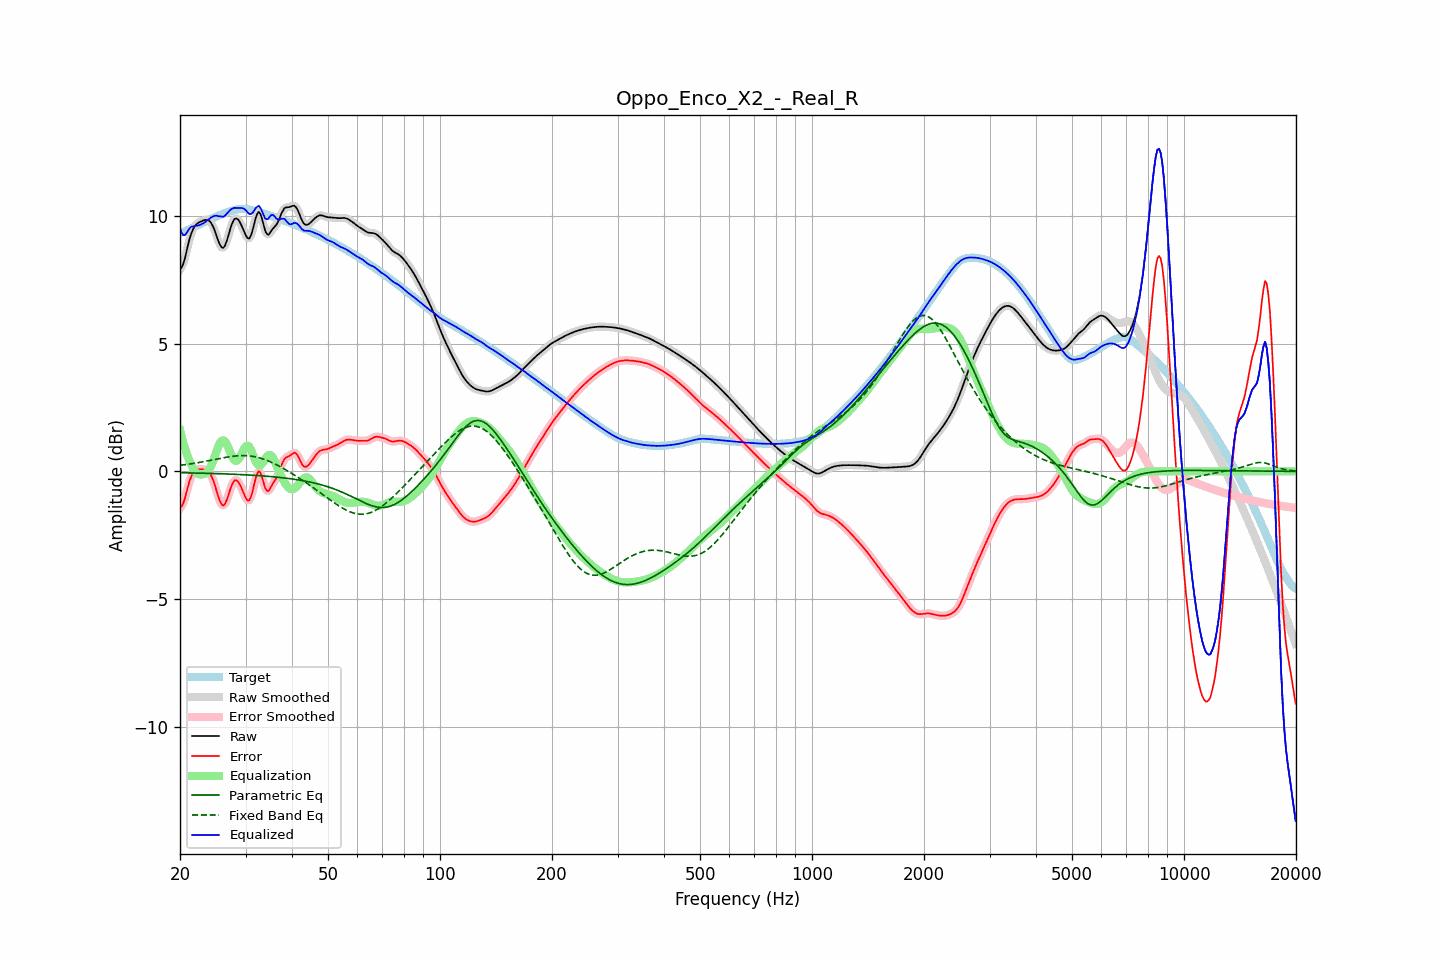 Oppo_Enco_X2_-_Real_R
Amplitude (dBr)
10
5
0
−5
−10
Target
Raw Smoothed
Error Smoothed
Raw
Error
Equalization
Parametric Eq
Fixed Band Eq
Equalized
20 50 100 200 500 1000 2000 5000 10000 20000
Frequency (Hz)